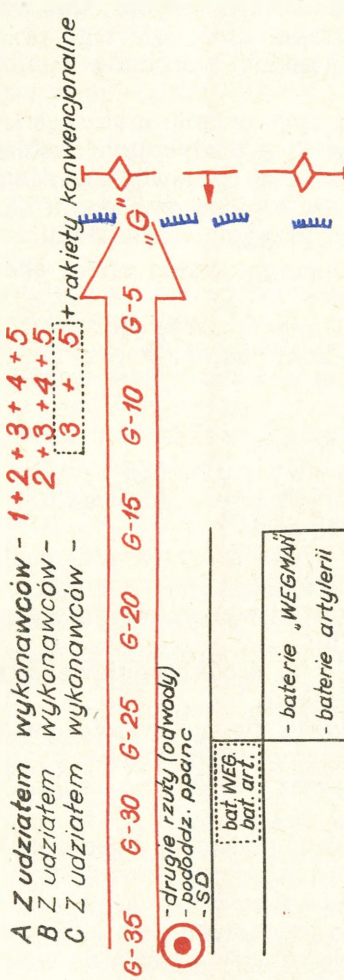 A Z udziałem wykonawców - 1+2+3+4+5
B Z udziałem wykonawców - 2+3+4+5
C Z udziałem wykonawców - 3 + 5 + rakiety konwencjonalne
G-35 G-30 G-25 G-20 G-15 G-10 G-5 "G"
- drugie rzuty (odwody)
- pododdz. ppanc
- SD
bat. WEG.
bat. art.
- baterie „WEGMAŃ"
- baterie artylerii